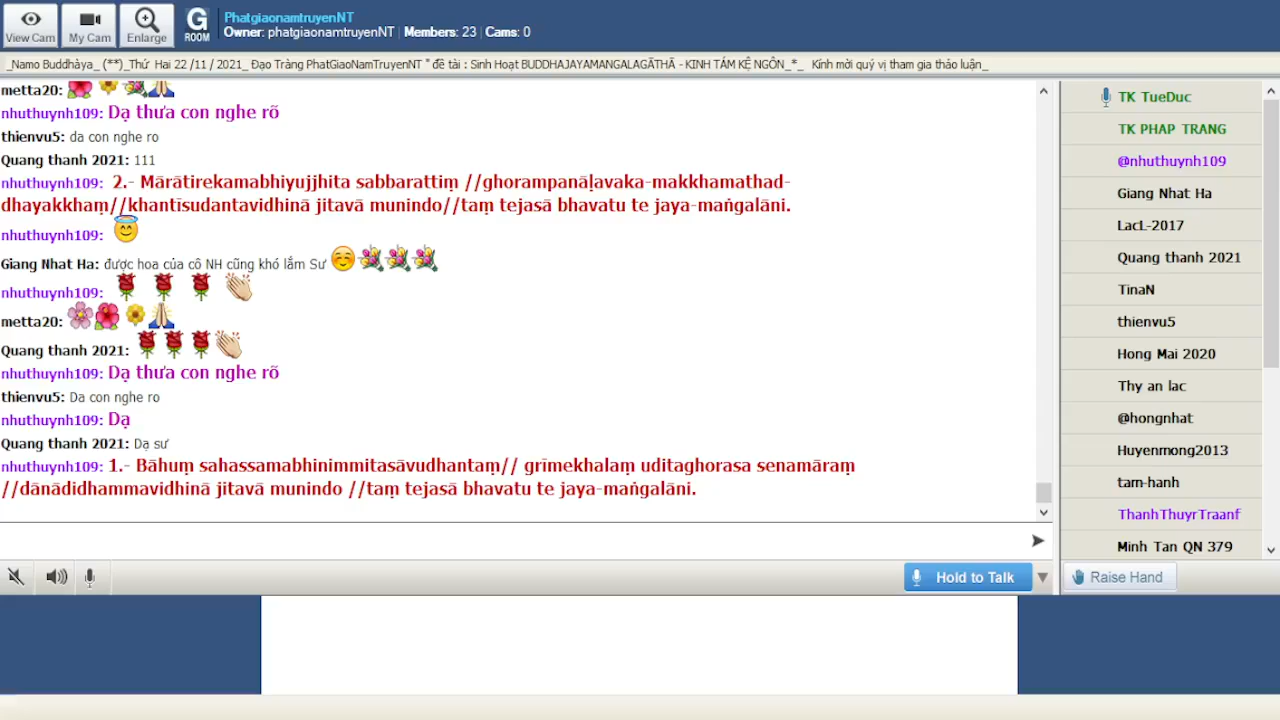 View Cam
My Cam
Enlarge
G
ROOM
PhatgiaonamtruyenNT
Owner: phatgiaonamtruyenNT | Members: 23 | Cams: 0
_Namo Buddhàya_ (**)_Thứ Hai 22 /11 / 2021_ Đạo Tràng PhatGiaoNamTruyenNT " đề tài : Sinh Hoạt BUDDHAJAYAMANGALAGĀTHĀ - KINH TÁM KỆ NGÔN_*_ Kính mời quý vị tham gia thảo luận_
metta20:
nhuthuynh109: Dạ thưa con nghe rõ
thienvu5: da con nghe ro
Quang thanh 2021: 111
nhuthuynh109: 2.- Mārātirekamabhiyujjhita sabbarattiṃ //ghorampanāḷavaka-makkhamathad-
dhayakkhaṃ//khantīsudantavidhinā jitavā munindo//taṃ tejasā bhavatu te jaya-maṅgalāni.
nhuthuynh109:
Giang Nhat Ha: được hoa của cô NH cũng khó lắm Sư
nhuthuynh109:
metta20:
Quang thanh 2021:
nhuthuynh109: Dạ thưa con nghe rõ
thienvu5: Da con nghe ro
nhuthuynh109: Dạ
Quang thanh 2021: Dạ sư
nhuthuynh109: 1.- Bāhuṃ sahassamabhinimmitasāvudhantaṃ// grīmekhalaṃ uditaghorasa senamāraṃ
//dānādidhammavidhinā jitavā munindo //taṃ tejasā bhavatu te jaya-maṅgalāni.
TK TueDuc
TK PHAP TRANG
@nhuthuynh109
Giang Nhat Ha
LacL-2017
Quang thanh 2021
TinaN
thienvu5
Hong Mai 2020
Thy an lac
@hongnhat
Huyenmong2013
tam-hanh
ThanhThuyrTraanf
Minh Tan QN 379
Hold to Talk
Raise Hand